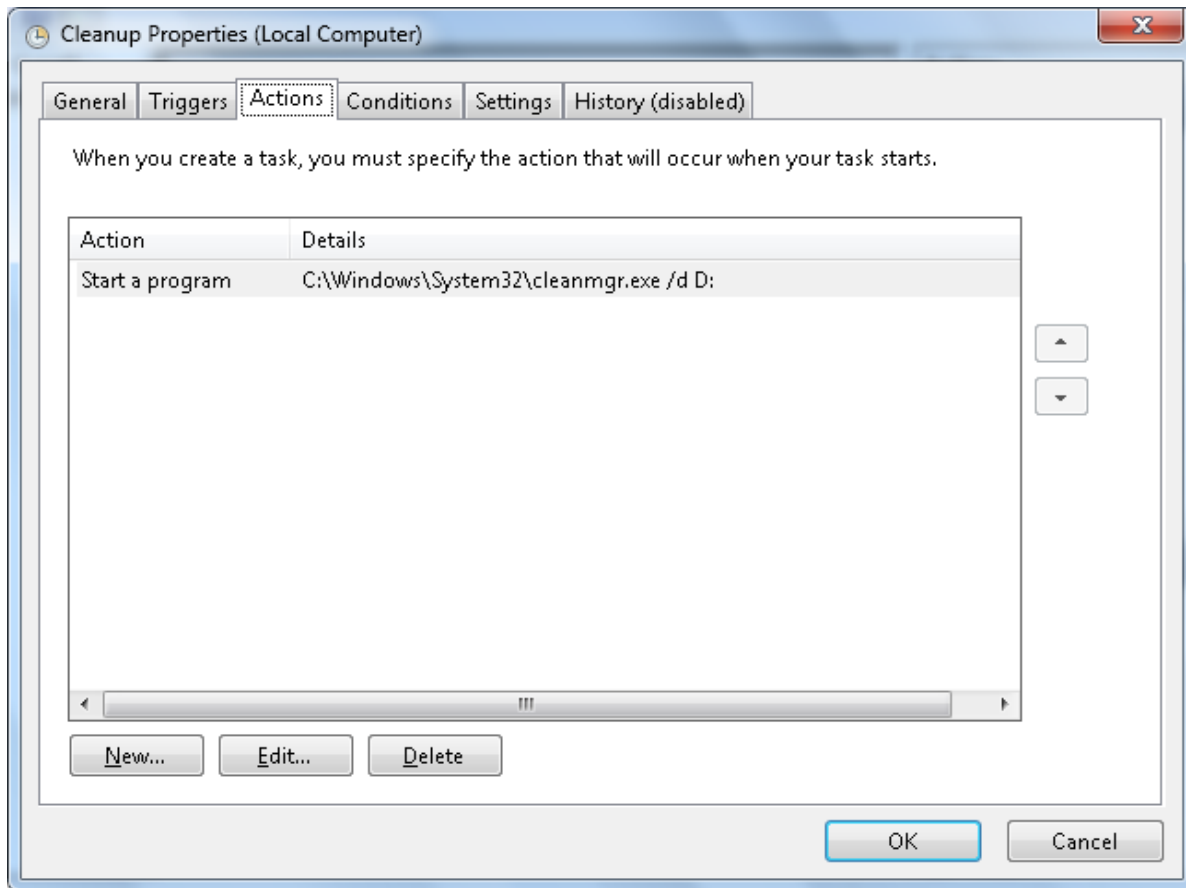 Cleanup Properties (Local Computer)
General Triggers Actions Conditions Settings History (disabled)
When you create a task, you must specify the action that will occur when your task starts.
Action Details
Start a program C:\Windows\System32\cleanmgr.exe /d D:
New... Edit... Delete
OK Cancel